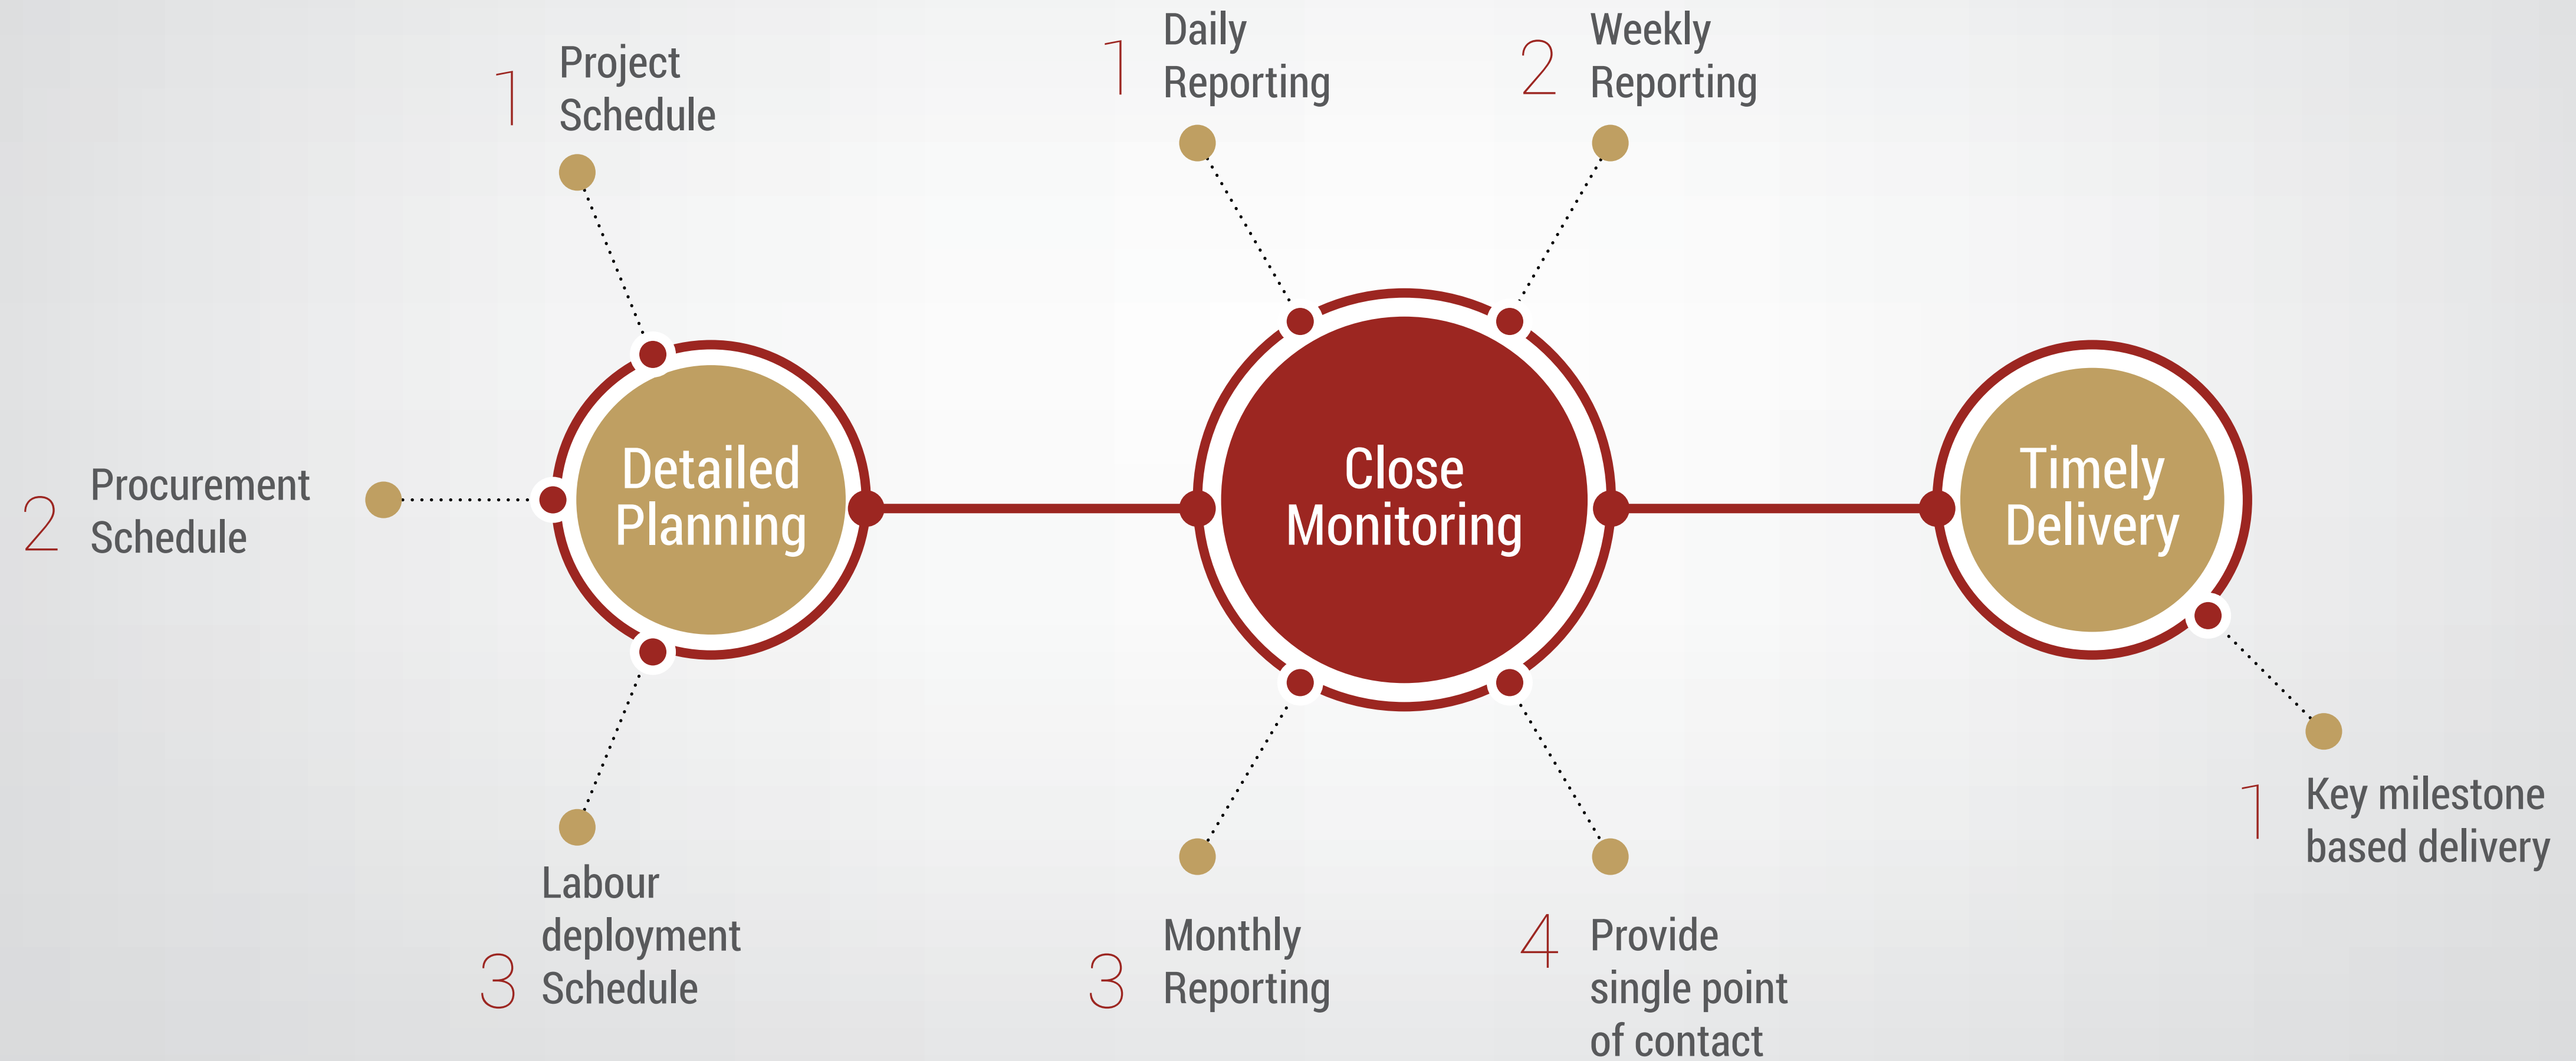 1
Project
Schedule
2
Procurement
Schedule
3
Labour
deployment
Schedule
Detailed
Planning
1
Daily
Reporting
2
Weekly
Reporting
Close
Monitoring
3
Monthly
Reporting
4
Provide
single point
of contact
Timely
Delivery
1
Key milestone
based delivery